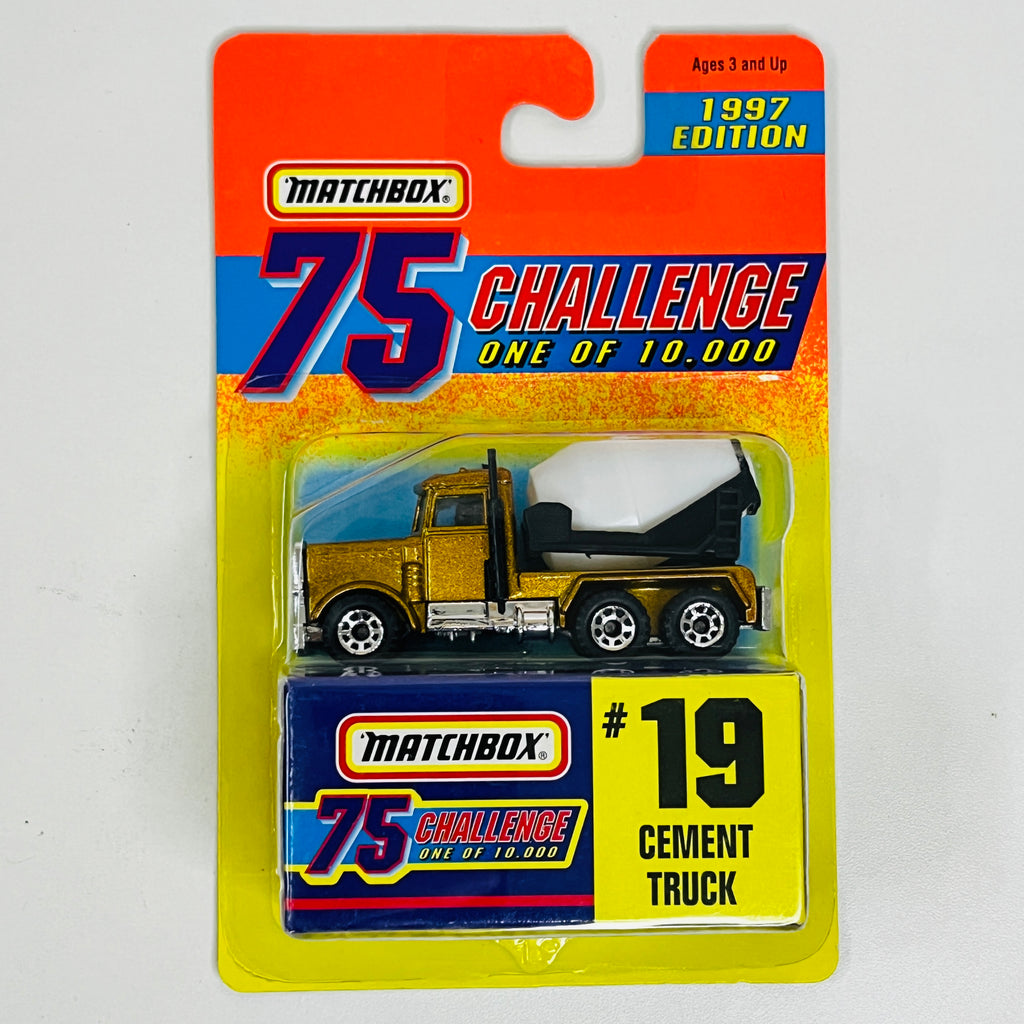 Ages 3 and Up
1997
EDITION
'MATCHBOX'®
75 CHALLENGE
ONE OF 10.000
'MATCHBOX'®
75 CHALLENGE
ONE OF 10.000
#19
CEMENT
TRUCK